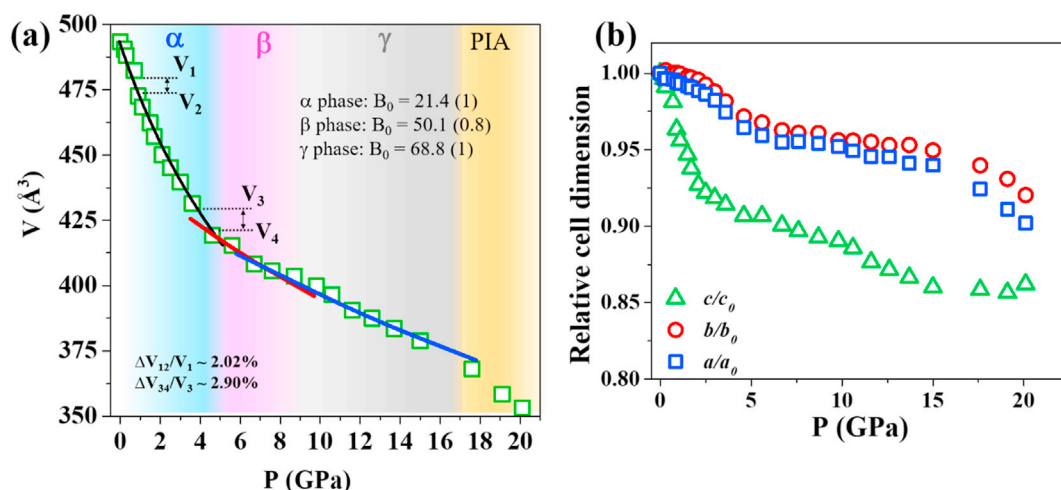 (a)
500
475
450
425
400
375
350
V (Å³)
α
β
γ
PIA
V₁
V₂
V₃
V₄
α phase: B₀ = 21.4 (1)
β phase: B₀ = 50.1 (0.8)
γ phase: B₀ = 68.8 (1)
ΔV₁₂/V₁ ~ 2.02%
ΔV₃₄/V₃ ~ 2.90%
0 2 4 6 8 10 12 14 16 18 20
P (GPa)
(b)
1.00
0.95
0.90
0.85
0.80
Relative cell dimension
c/c₀
b/b₀
a/a₀
0 5 10 15 20
P (GPa)